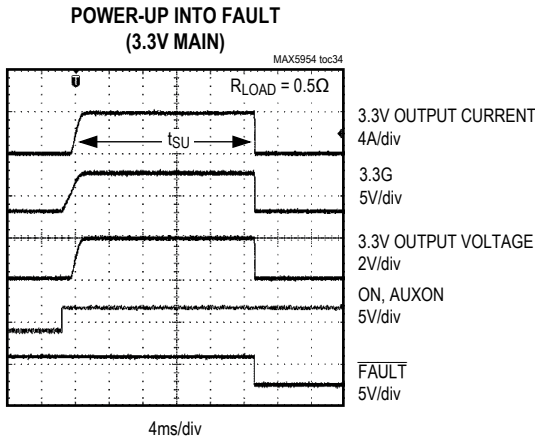 POWER-UP INTO FAULT
(3.3V MAIN)
MAX5954 toc34
RLOAD = 0.5Ω
tSU
3.3V OUTPUT CURRENT
4A/div
3.3G
5V/div
3.3V OUTPUT VOLTAGE
2V/div
ON, AUXON
5V/div
FAULT
5V/div
4ms/div